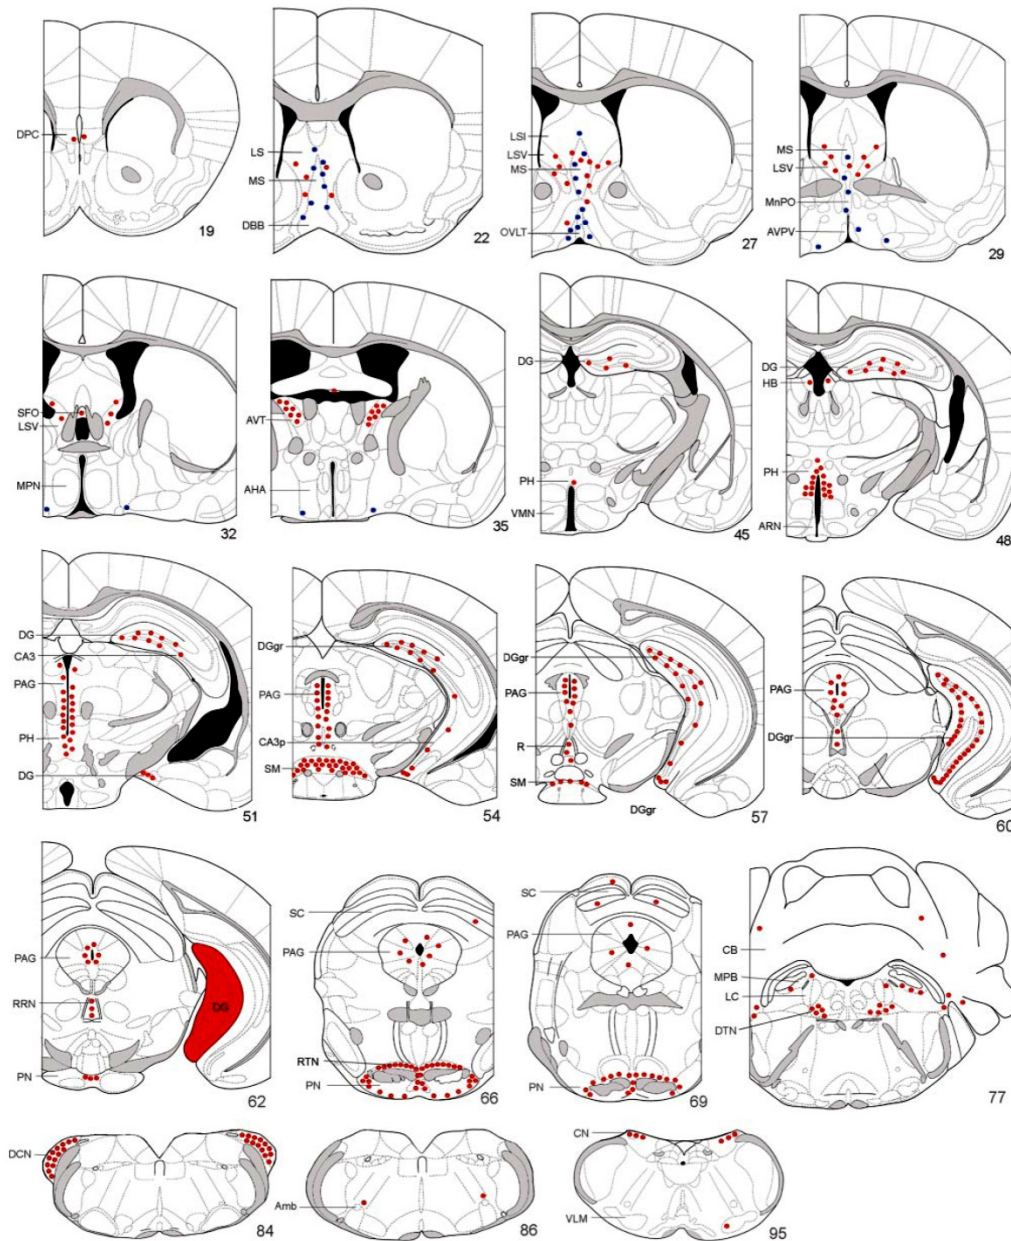 DPC
19
LS
MS
DBB
22
LSI
LSV
MS
OVLT
27
MS
LSV
MnPO
AVPV
29
SFO
LSV
MPN
32
AVT
AHA
35
DG
PH
VMN
45
DG
HB
PH
ARN
48
DG
CA3
PAG
PH
DG
51
DGgr
PAG
CA3p
SM
54
DGgr
PAG
R
SM
DGgr
57
PAG
DGgr
60
PAG
RRN
PN
DG
62
SC
PAG
RTN
PN
66
SC
PAG
PN
69
CB
MPB
LC
DTN
77
DCN
84
Amb
86
CN
VLM
95